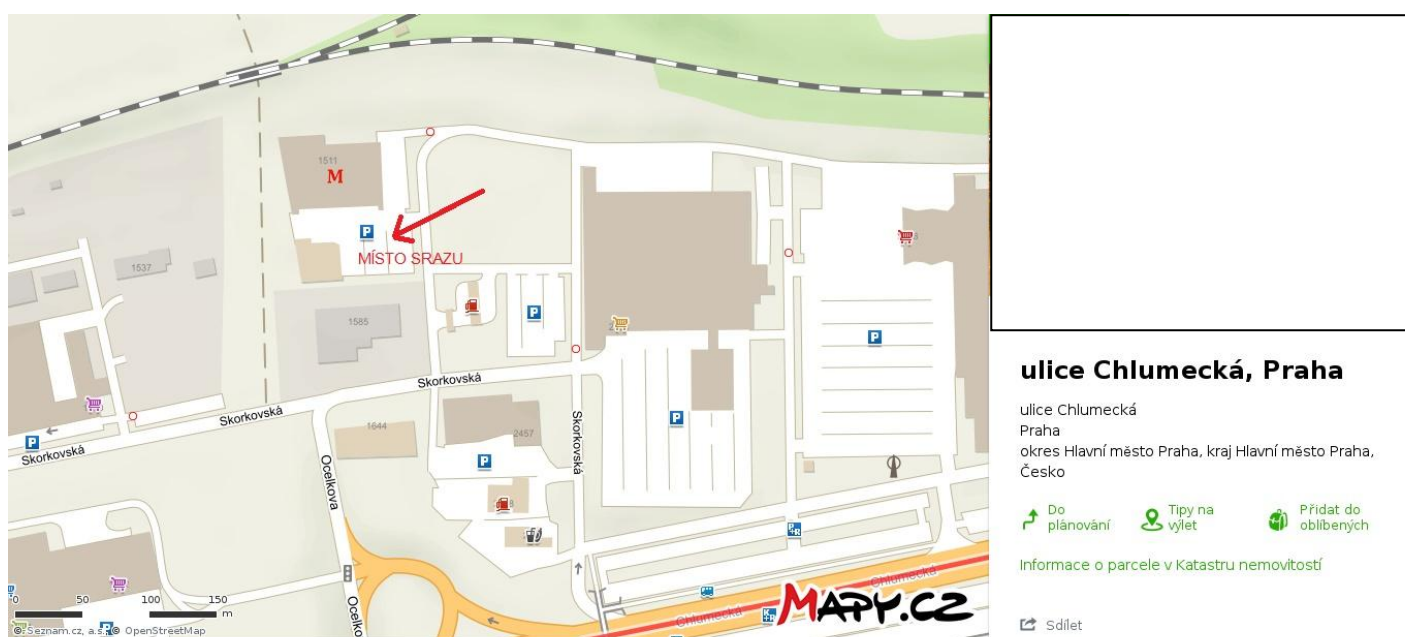 1511
M
P
MÍSTO SRAZU
1537
1585
P
P
P
Skorkovská
Skorkovská
Skorkovská
Skorkovská
P
1644
2457
P
Ocelkova
Ocelkova
P+R
Chlumecká
Chlumecká
K+R
P
P
0 50 100 150
m
© Seznam.cz, a.s., © OpenStreetMap
MAPY.CZ
ulice Chlumecká, Praha
ulice Chlumecká
Praha
okres Hlavní město Praha, kraj Hlavní město Praha,
Česko
Do
plánování
Tipy na
výlet
Přidat do
oblíbených
Informace o parcele v Katastru nemovitostí
Sdílet